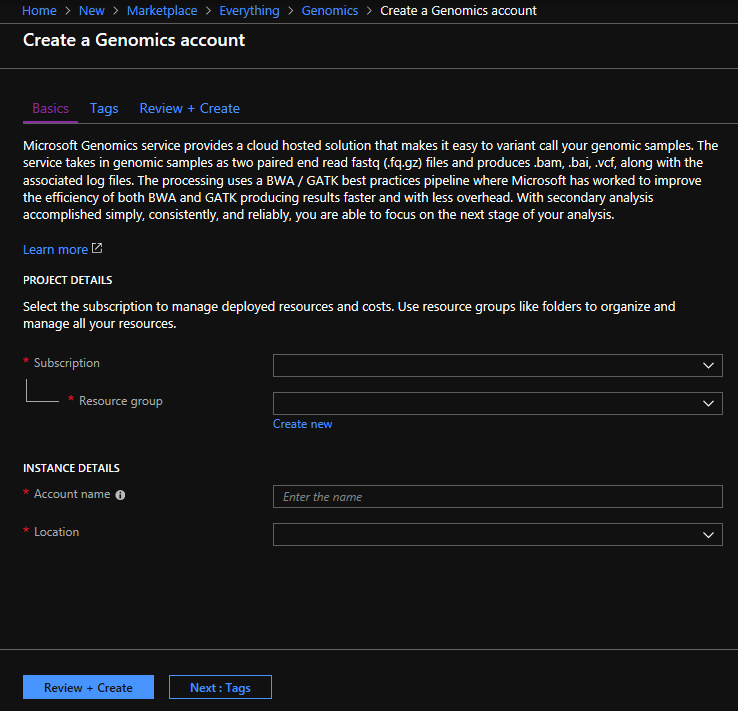 Home > New > Marketplace > Everything > Genomics > Create a Genomics account
Create a Genomics account
Basics Tags Review + Create
Microsoft Genomics service provides a cloud hosted solution that makes it easy to variant call your genomic samples. The
service takes in genomic samples as two paired end read fastq (.fq.gz) files and produces .bam, .bai, .vcf, along with the
associated log files. The processing uses a BWA / GATK best practices pipeline where Microsoft has worked to improve
the efficiency of both BWA and GATK producing results faster and with less overhead. With secondary analysis
accomplished simply, consistently, and reliably, you are able to focus on the next stage of your analysis.
Learn more
PROJECT DETAILS
Select the subscription to manage deployed resources and costs. Use resource groups like folders to organize and
manage all your resources.
* Subscription
* Resource group
Create new
INSTANCE DETAILS
* Account name
Enter the name
* Location
Review + Create Next : Tags